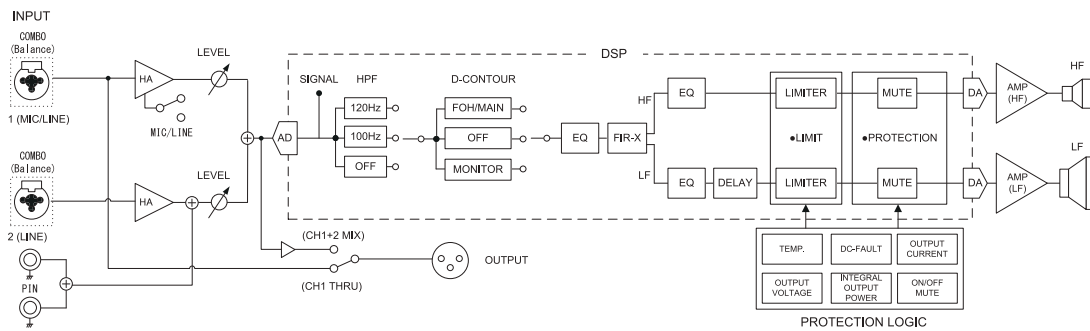 INPUT
COMBO
(Balance)
1 (MIC/LINE)
HA
LEVEL
MIC/LINE
COMBO
(Balance)
2 (LINE)
HA
LEVEL
PIN
DSP
AD
SIGNAL
HPF
120Hz
100Hz
OFF
D-CONTOUR
FOH/MAIN
OFF
MONITOR
EQ
FIR-X
HF
LF
EQ
EQ
DELAY
LIMITER
●LIMIT
LIMITER
MUTE
●PROTECTION
MUTE
DA
DA
AMP
(HF)
AMP
(LF)
HF
LF
(CH1+2 MIX)
(CH1 THRU)
OUTPUT
TEMP.
DC-FAULT
OUTPUT
CURRENT
OUTPUT
VOLTAGE
INTEGRAL
OUTPUT
POWER
ON/OFF
MUTE
PROTECTION LOGIC